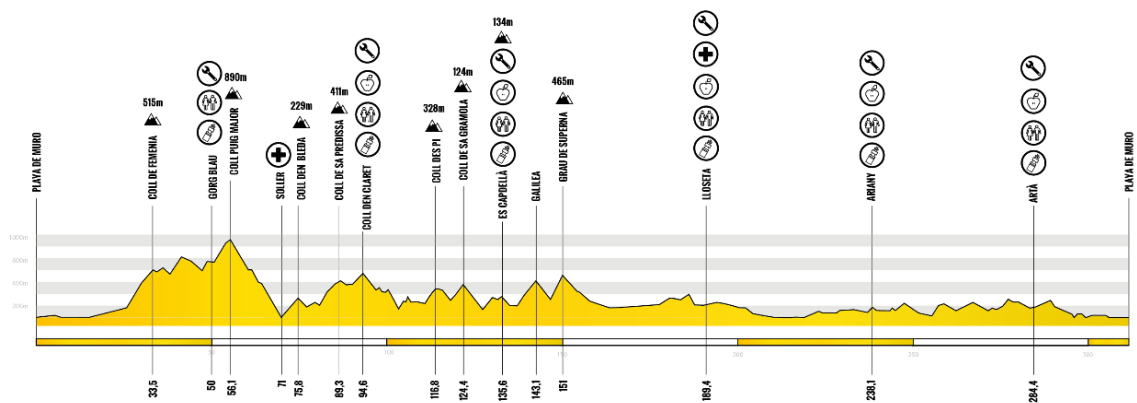 PLAYA DE MURO
515m
COLL DE FEMENIA
GORG BLAU
890m
COLL PUIG MAJOR
SOLLER
229m
COLL DEN BLEDA
411m
COLL DE SA PREDISSA
COLL DEN CLARET
328m
COLL DES PI
124m
COLL DE SA GRAMOLA
134m
ES CAPDELLÀ
GALILEA
465m
GRAU DE SUPERNA
LLOSETA
ARIANY
ARTÀ
PLAYA DE MURO
1000m
800m
600m
400m
200m
50
100
150
200
250
300
33,5
50
56,1
71
75,8
89,3
94,6
116,8
124,4
135,6
143,1
151
189,4
238,1
284,4